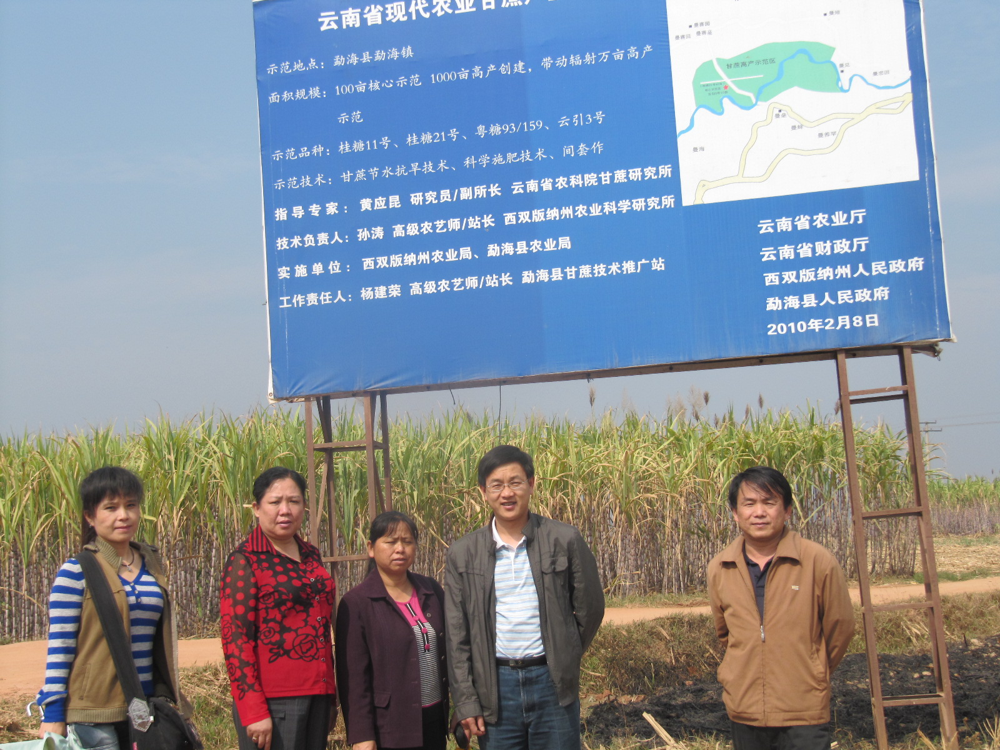 云南省现代农业甘蔗产
示范地点：勐海县勐海镇
面积规模：100亩核心示范 1000亩高产创建，带动辐射万亩高产
示范
示范品种：桂糖11号、桂糖21号、粤糖93/159、云引3号
示范技术：甘蔗节水抗旱技术、科学施肥技术、间套作
指导专家：黄应昆 研究员/副所长 云南省农科院甘蔗研究所
技术负责人：孙涛 高级农艺师/站长 西双版纳州农业科学研究所
实施单位：西双版纳州农业局、勐海县农业局
工作责任人：杨建荣 高级农艺师/站长 勐海县甘蔗技术推广站
甘蔗高产示范区
曼见
曼垒
曼海
云南省农业厅
云南省财政厅
西双版纳州人民政府
勐海县人民政府
2010年2月8日